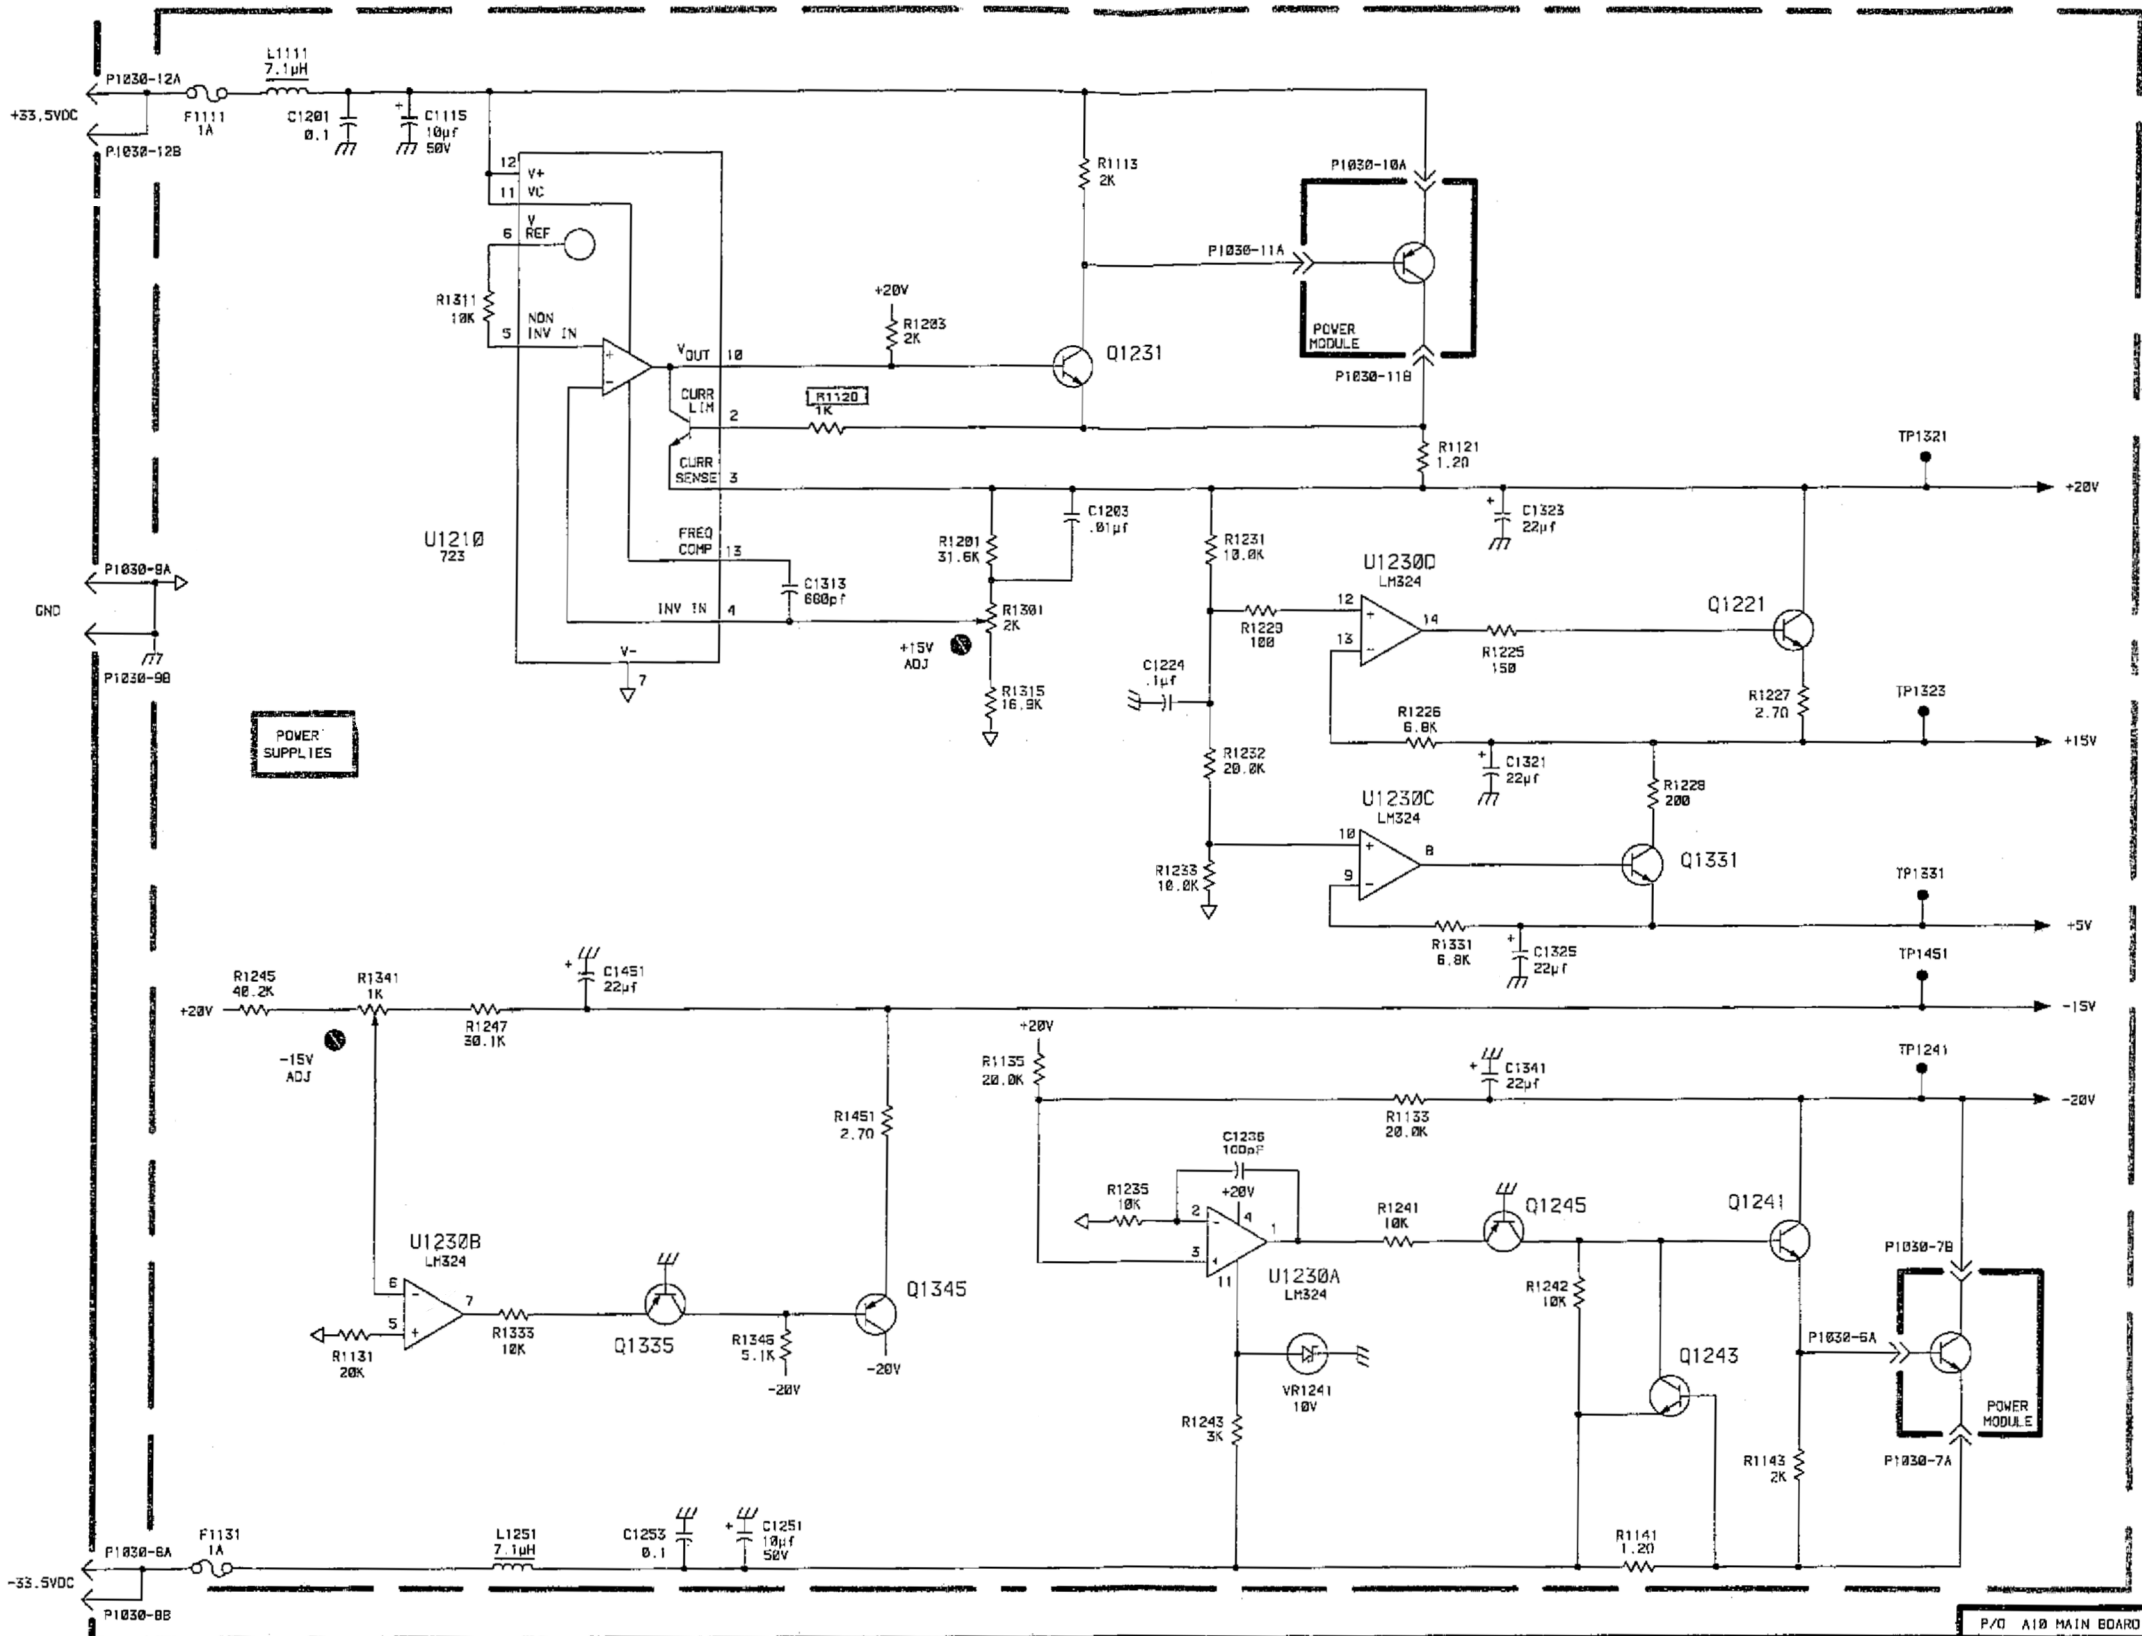 L1111
7.1µH
P1030-12A
+33.5VDC
F1111
1A
C1201
0.1
C1115
10µf
50V
P1030-12B
12
V+
11
VC
V
REF
6
R1311
10K
NON
INV IN
5
VOUT
10
CURR
LIM
2
CURR
SENSE
3
FREQ
COMP
13
INV IN
4
V-
7
U1210
723
+20V
R1203
2K
R1120
1K
R1113
2K
Q1231
P1030-10A
P1030-11A
POWER
MODULE
P1030-11B
R1121
1.2Ω
TP1321
+20V
C1203
.01µf
R1201
31.6K
C1313
680pf
R1301
2K
+15V
ADJ
R1315
16.9K
R1231
10.0K
C1323
22µf
U1230D
LM324
12
13
14
R1229
100
R1225
150
Q1221
C1224
.1µf
R1227
2.7Ω
TP1323
R1226
6.8K
+15V
R1232
20.0K
C1321
22µf
R1228
200
U1230C
LM324
10
9
8
Q1331
R1233
10.0K
TP1331
R1331
6.8K
C1325
22µf
+5V
P1030-9A
GND
P1030-9B
POWER
SUPPLIES
TP1451
R1245
40.2K
R1341
1K
C1451
22µf
+20V
R1247
30.1K
-15V
-15V
ADJ
+20V
R1135
20.0K
C1341
22µf
TP1241
R1451
2.7Ω
R1133
20.0K
-20V
C1236
100pF
+20V
R1235
10K
2
4
1
3
11
U1230A
LM324
R1241
10K
Q1245
Q1241
P1030-7B
U1230B
LM324
6
5
7
R1131
20K
R1333
10K
Q1335
R1346
5.1K
-20V
Q1345
-20V
R1242
10K
P1030-6A
Q1243
VR1241
10V
R1243
3K
R1143
2K
POWER
MODULE
P1030-7A
R1141
1.2Ω
P1030-8A
F1131
1A
L1251
7.1µH
C1253
0.1
C1251
10µf
50V
-33.5VDC
P1030-8B
P/O A10 MAIN BOARD